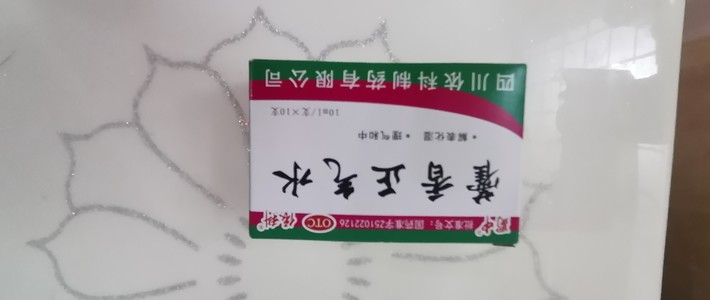 蜀中® 批准文号：国药准字Z51022126 OTC 依科®
藿香正气水
• 解表化湿 • 理气和中
10ml/支×10支
四川依科制药有限公司